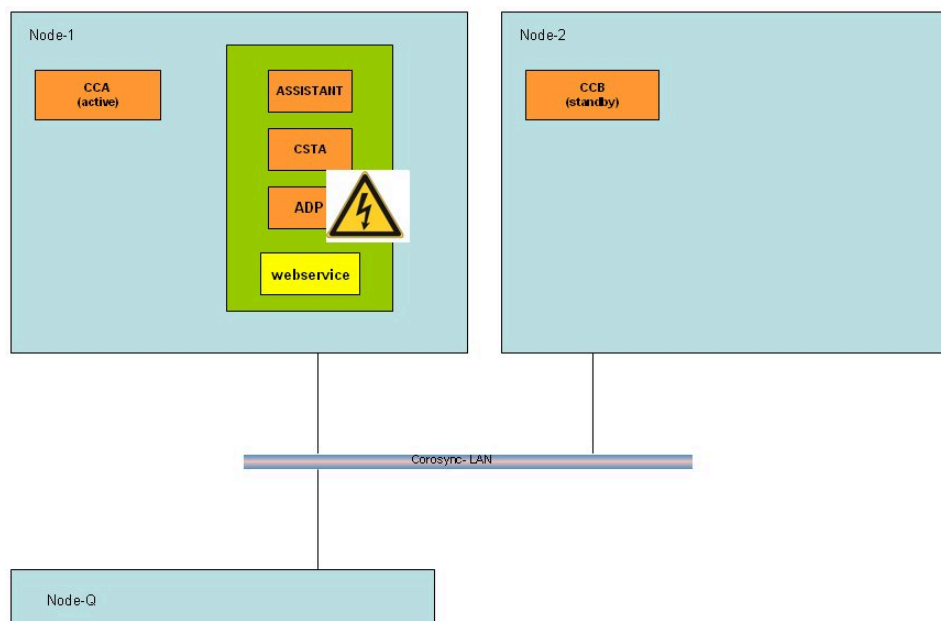 Node-1
CCA
(active)
ASSISTANT
CSTA
ADP
webservice
Node-2
CCB
(standby)
Corosync- LAN
Node-Q